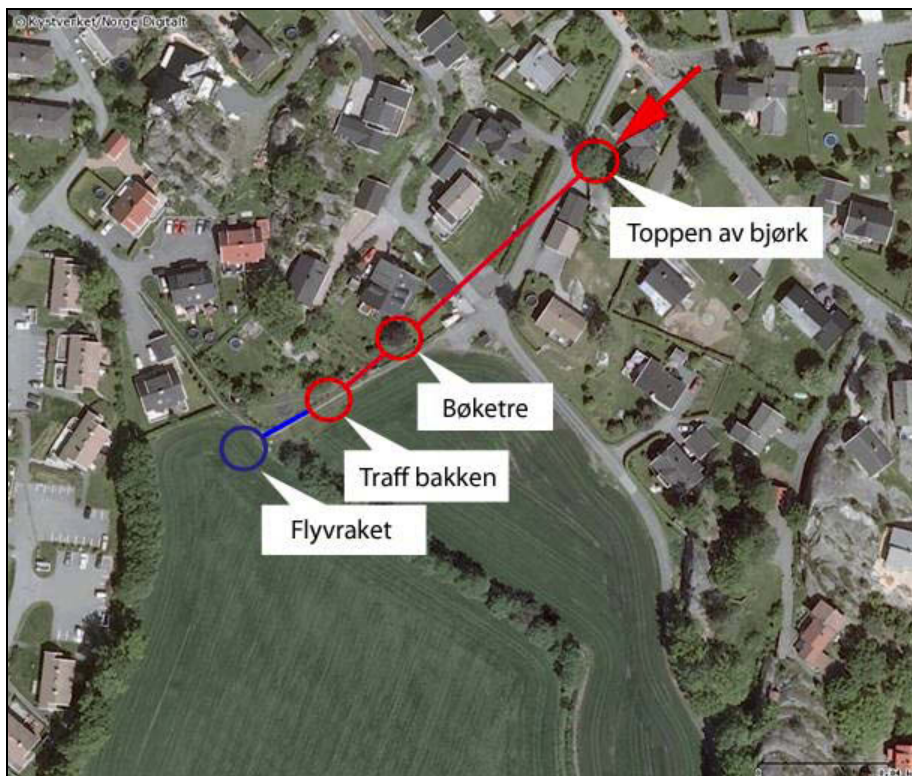 © Kystverket/Norge Digitalt
Toppen av bjørk
Bøketre
Traff bakken
Flyvraket